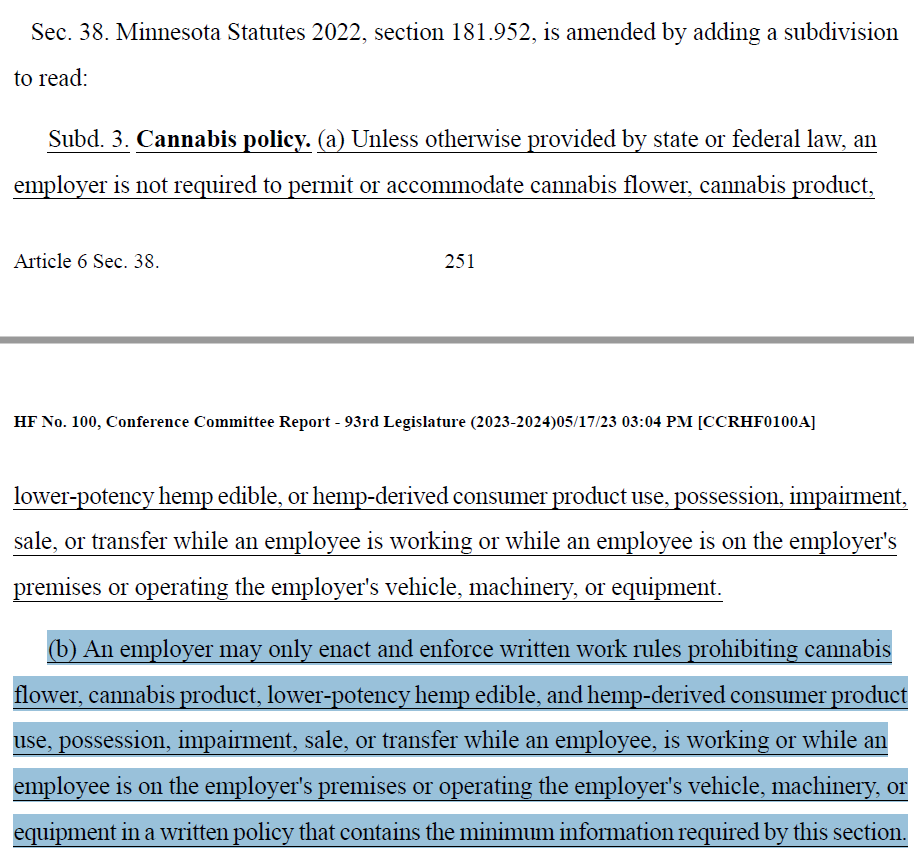 Sec. 38. Minnesota Statutes 2022, section 181.952, is amended by adding a subdivision
to read:
Subd. 3. Cannabis policy. (a) Unless otherwise provided by state or federal law, an
employer is not required to permit or accommodate cannabis flower, cannabis product,
Article 6 Sec. 38. 251
HF No. 100, Conference Committee Report - 93rd Legislature (2023-2024)05/17/23 03:04 PM [CCRHF0100A]
lower-potency hemp edible, or hemp-derived consumer product use, possession, impairment,
sale, or transfer while an employee is working or while an employee is on the employer's
premises or operating the employer's vehicle, machinery, or equipment.
(b) An employer may only enact and enforce written work rules prohibiting cannabis
flower, cannabis product, lower-potency hemp edible, and hemp-derived consumer product
use, possession, impairment, sale, or transfer while an employee, is working or while an
employee is on the employer's premises or operating the employer's vehicle, machinery, or
equipment in a written policy that contains the minimum information required by this section.